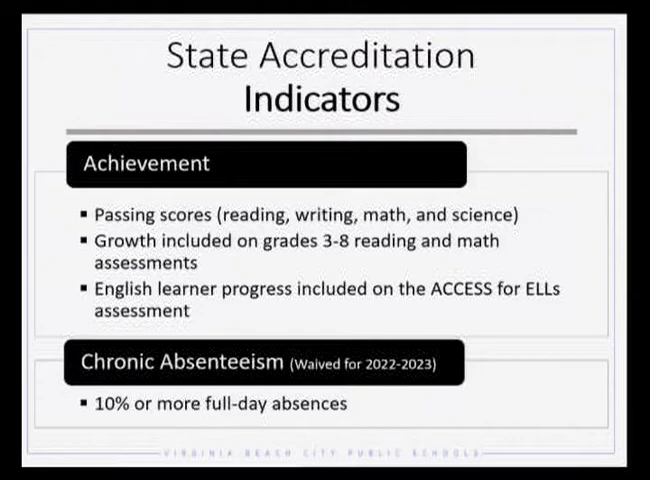 State Accreditation
Indicators
Achievement
▪ Passing scores (reading, writing, math, and science)
▪ Growth included on grades 3-8 reading and math
assessments
▪ English learner progress included on the ACCESS for ELLs
assessment
Chronic Absenteeism (Waived for 2022-2023)
▪ 10% or more full-day absences
VIRGINIA BEACH CITY PUBLIC SCHOOLS